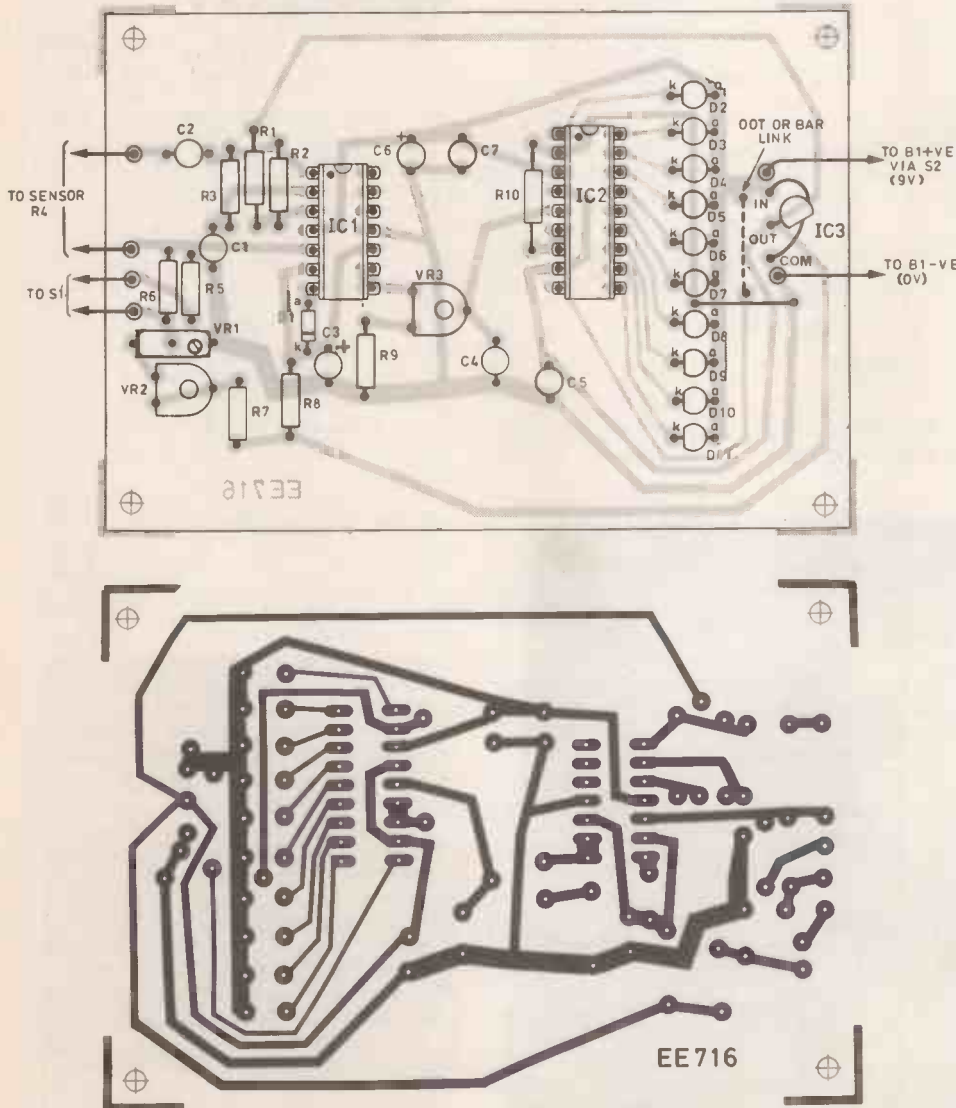 C2
R1
R2
R3
C6
C7
R10
D2
D3
D4
D5
D6
D7
D8
D9
D10
OOT OR BAR
LINK
TO B1+VE
VIA S2
(9V)
IN
OUT
COM
IC3
TO B1-VE
(0V)
TO SENSOR
R4
IC1
IC2
TO S1
R6
R5
VR1
VR2
VR3
a
k
C3
+
R9
C4
C5
R7
R8
EE716
EE716